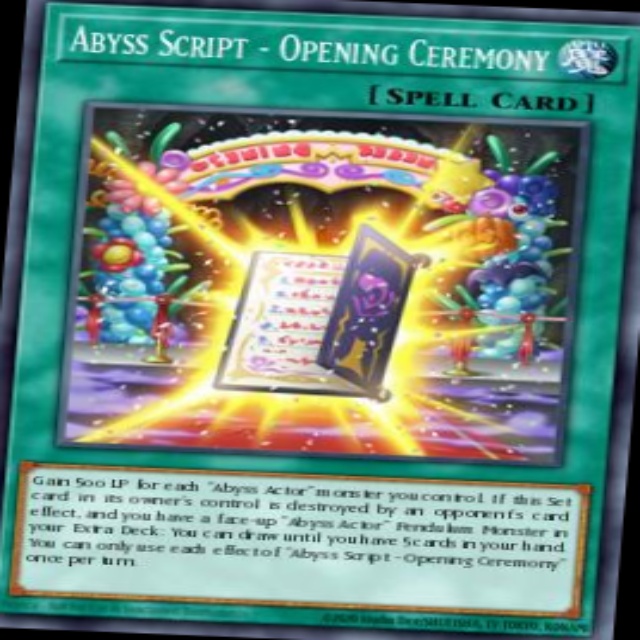 ABYSS SCRIPT - OPENING CEREMONY
[ SPELL CARD ]
Gain 500 LP for each "Abyss Actor" monster you control. If this Set
card in its owner's control is destroyed by an opponent's card
effect, and you have a face-up "Abyss Actor" Pendulum Monster in
your Extra Deck: You can draw until you have 5 cards in your hand.
You can only use each effect of "Abyss Script - Opening Ceremony"
once per turn.